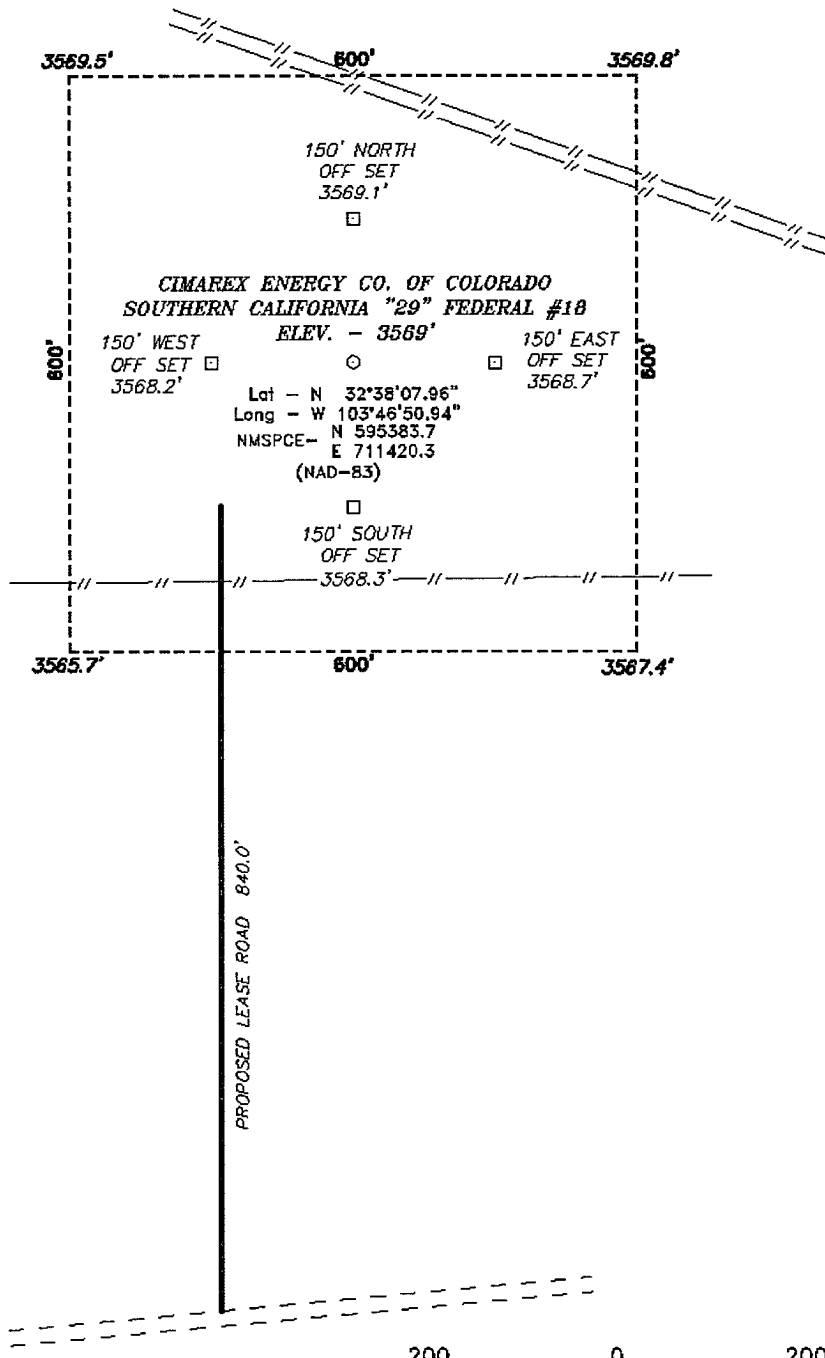 3569.5'
600'
3569.8'
150' NORTH
OFF SET
3569.1'
CIMAREX ENERGY CO. OF COLORADO
SOUTHERN CALIFORNIA "29" FEDERAL #18
ELEV. - 3569'
150' WEST
OFF SET
3568.2'
150' EAST
OFF SET
3568.7'
600'
600'
Lat - N 32°38'07.96"
Long - W 103°46'50.94"
NMSPCE- N 595383.7
E 711420.3
(NAD-83)
150' SOUTH
OFF SET
3568.3'
3565.7'
600'
3567.4'
PROPOSED LEASE ROAD 840.0'
200 0 200